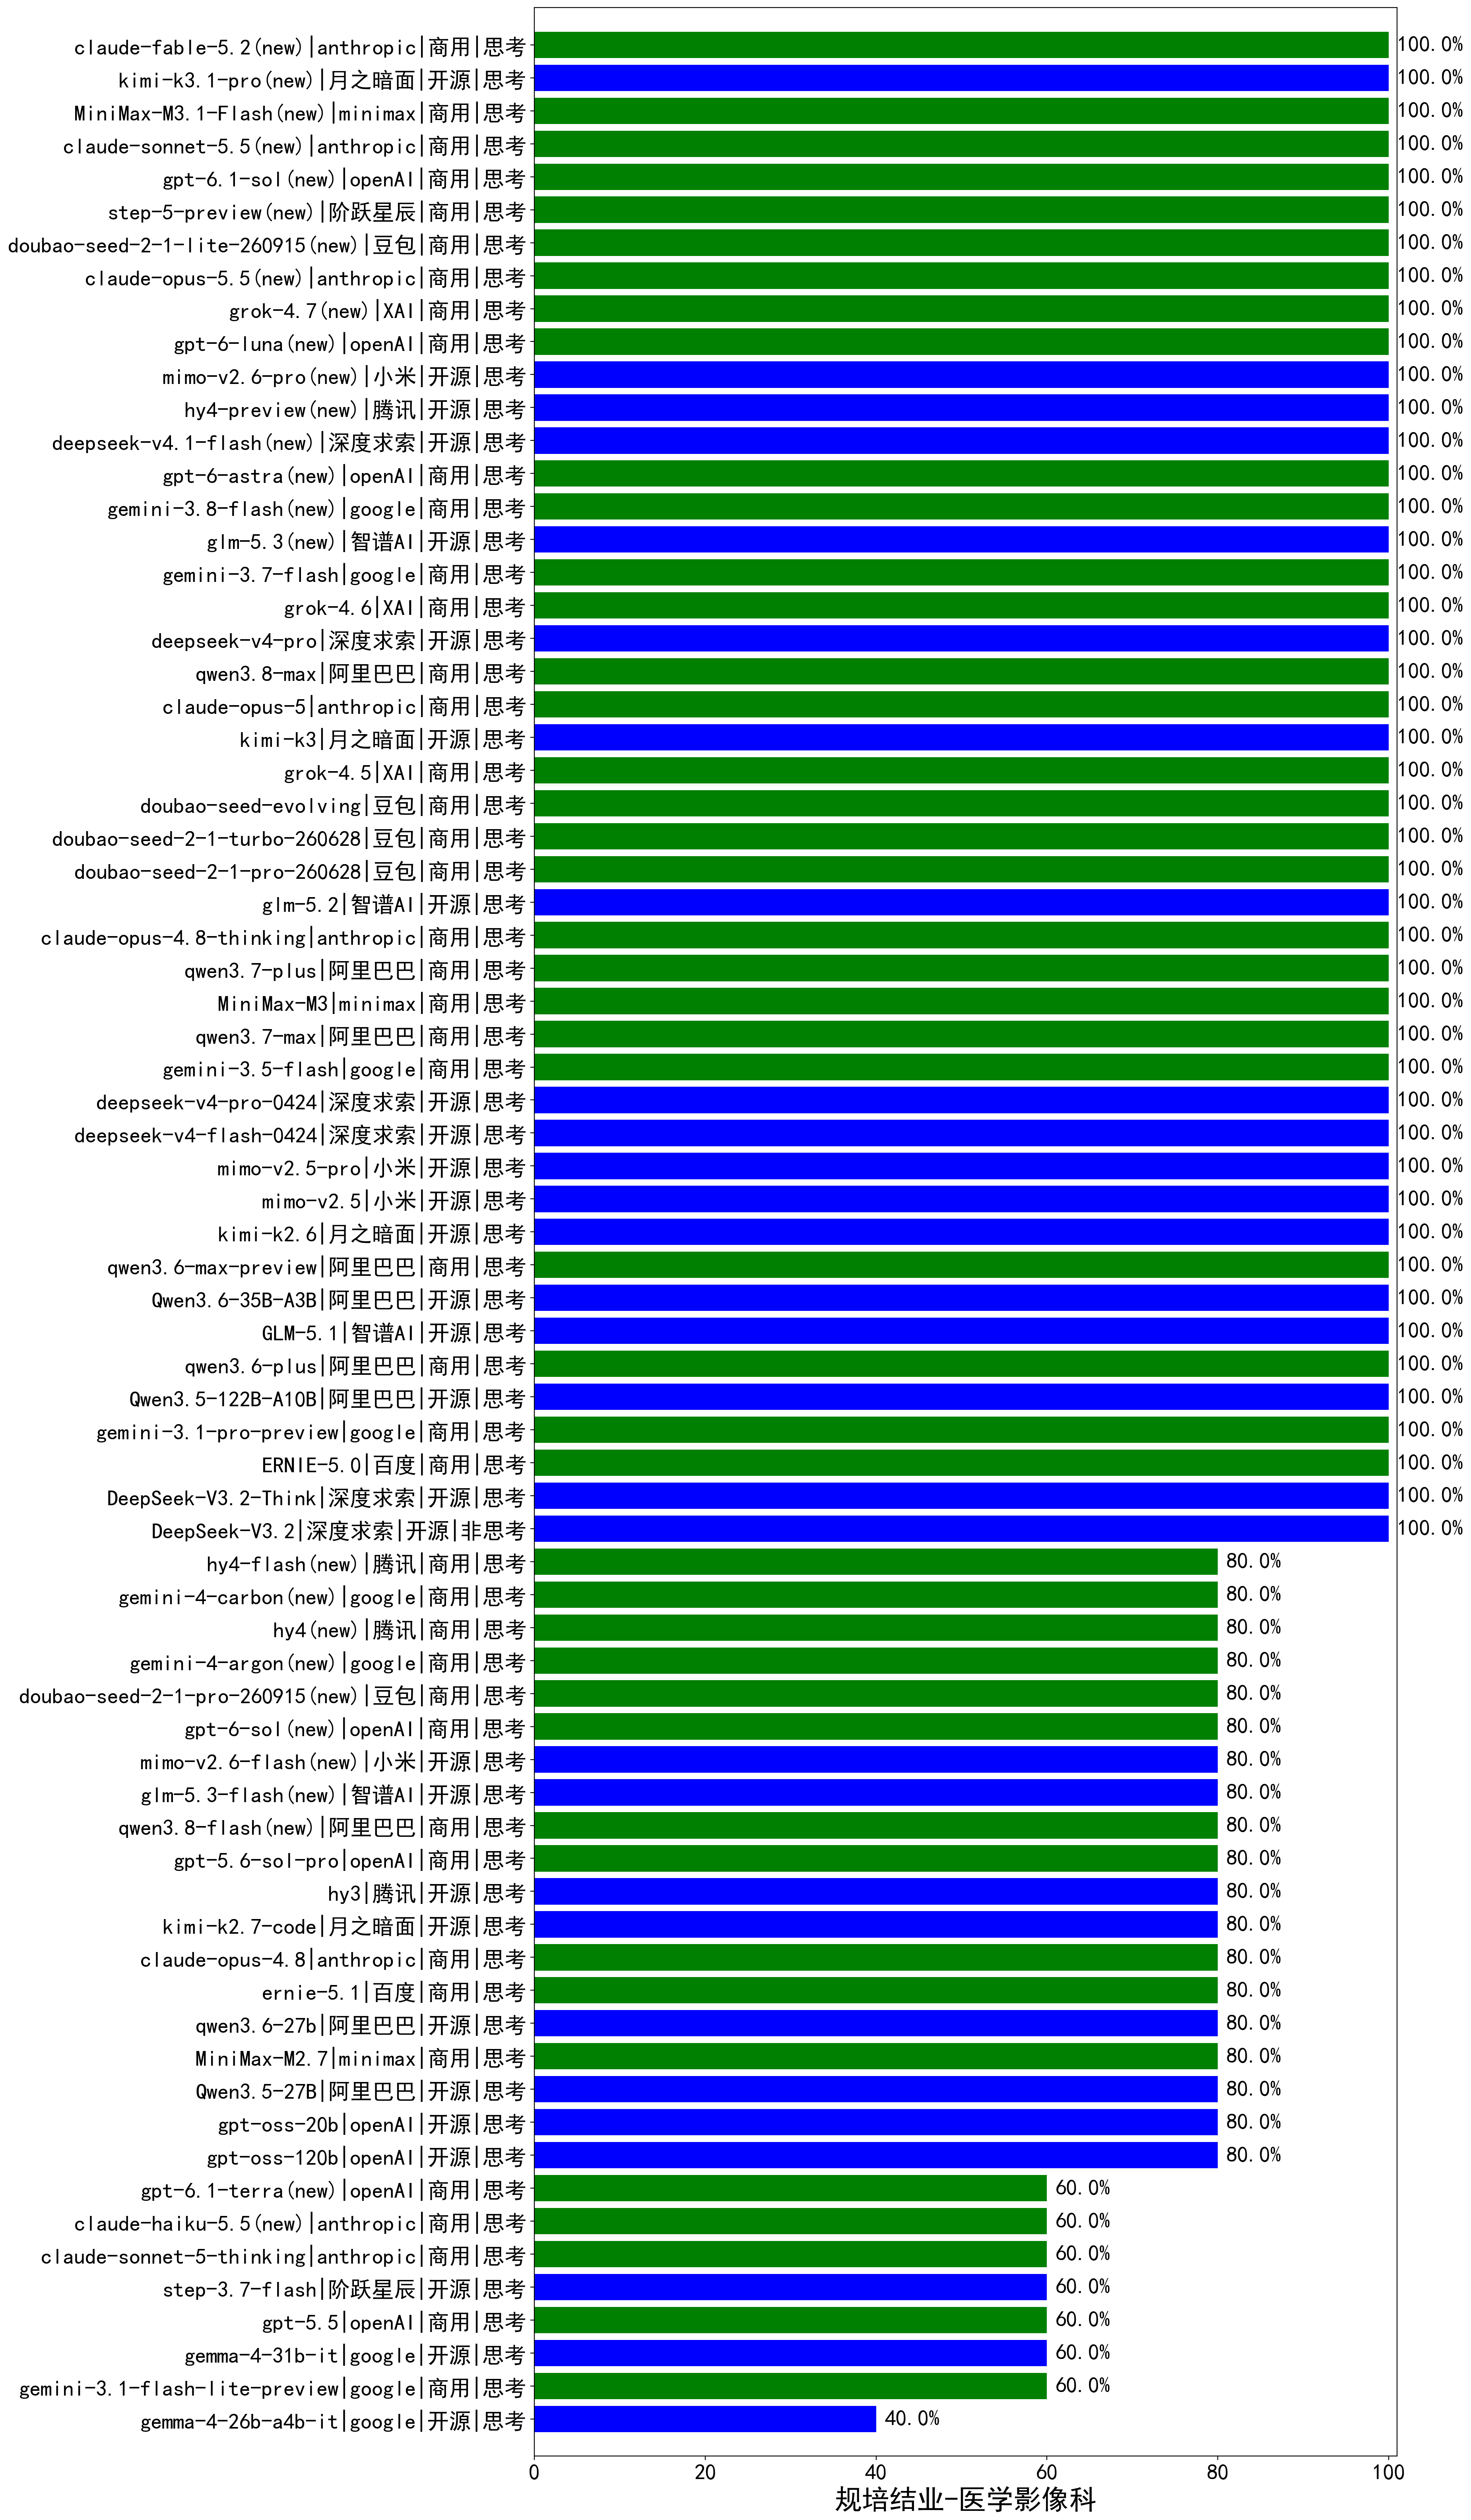 claude-fable-5.2(new)|anthropic|商用|思考 100.0%
kimi-k3.1-pro(new)|月之暗面|开源|思考 100.0%
MiniMax-M3.1-Flash(new)|minimax|商用|思考 100.0%
claude-sonnet-5.5(new)|anthropic|商用|思考 100.0%
gpt-6.1-sol(new)|openAI|商用|思考 100.0%
step-5-preview(new)|阶跃星辰|商用|思考 100.0%
doubao-seed-2-1-lite-260915(new)|豆包|商用|思考 100.0%
claude-opus-5.5(new)|anthropic|商用|思考 100.0%
grok-4.7(new)|XAI|商用|思考 100.0%
gpt-6-luna(new)|openAI|商用|思考 100.0%
mimo-v2.6-pro(new)|小米|开源|思考 100.0%
hy4-preview(new)|腾讯|开源|思考 100.0%
deepseek-v4.1-flash(new)|深度求索|开源|思考 100.0%
gpt-6-astra(new)|openAI|商用|思考 100.0%
gemini-3.8-flash(new)|google|商用|思考 100.0%
glm-5.3(new)|智谱AI|开源|思考 100.0%
gemini-3.7-flash|google|商用|思考 100.0%
grok-4.6|XAI|商用|思考 100.0%
deepseek-v4-pro|深度求索|开源|思考 100.0%
qwen3.8-max|阿里巴巴|商用|思考 100.0%
claude-opus-5|anthropic|商用|思考 100.0%
kimi-k3|月之暗面|开源|思考 100.0%
grok-4.5|XAI|商用|思考 100.0%
doubao-seed-evolving|豆包|商用|思考 100.0%
doubao-seed-2-1-turbo-260628|豆包|商用|思考 100.0%
doubao-seed-2-1-pro-260628|豆包|商用|思考 100.0%
glm-5.2|智谱AI|开源|思考 100.0%
claude-opus-4.8-thinking|anthropic|商用|思考 100.0%
qwen3.7-plus|阿里巴巴|商用|思考 100.0%
MiniMax-M3|minimax|商用|思考 100.0%
qwen3.7-max|阿里巴巴|商用|思考 100.0%
gemini-3.5-flash|google|商用|思考 100.0%
deepseek-v4-pro-0424|深度求索|开源|思考 100.0%
deepseek-v4-flash-0424|深度求索|开源|思考 100.0%
mimo-v2.5-pro|小米|开源|思考 100.0%
mimo-v2.5|小米|开源|思考 100.0%
kimi-k2.6|月之暗面|开源|思考 100.0%
qwen3.6-max-preview|阿里巴巴|商用|思考 100.0%
Qwen3.6-35B-A3B|阿里巴巴|开源|思考 100.0%
GLM-5.1|智谱AI|开源|思考 100.0%
qwen3.6-plus|阿里巴巴|商用|思考 100.0%
Qwen3.5-122B-A10B|阿里巴巴|开源|思考 100.0%
gemini-3.1-pro-preview|google|商用|思考 100.0%
ERNIE-5.0|百度|商用|思考 100.0%
DeepSeek-V3.2-Think|深度求索|开源|思考 100.0%
DeepSeek-V3.2|深度求索|开源|非思考 100.0%
hy4-flash(new)|腾讯|商用|思考 80.0%
gemini-4-carbon(new)|google|商用|思考 80.0%
hy4(new)|腾讯|商用|思考 80.0%
gemini-4-argon(new)|google|商用|思考 80.0%
doubao-seed-2-1-pro-260915(new)|豆包|商用|思考 80.0%
gpt-6-sol(new)|openAI|商用|思考 80.0%
mimo-v2.6-flash(new)|小米|开源|思考 80.0%
glm-5.3-flash(new)|智谱AI|开源|思考 80.0%
qwen3.8-flash(new)|阿里巴巴|商用|思考 80.0%
gpt-5.6-sol-pro|openAI|商用|思考 80.0%
hy3|腾讯|开源|思考 80.0%
kimi-k2.7-code|月之暗面|开源|思考 80.0%
claude-opus-4.8|anthropic|商用|思考 80.0%
ernie-5.1|百度|商用|思考 80.0%
qwen3.6-27b|阿里巴巴|开源|思考 80.0%
MiniMax-M2.7|minimax|商用|思考 80.0%
Qwen3.5-27B|阿里巴巴|开源|思考 80.0%
gpt-oss-20b|openAI|开源|思考 80.0%
gpt-oss-120b|openAI|开源|思考 80.0%
gpt-6.1-terra(new)|openAI|商用|思考 60.0%
claude-haiku-5.5(new)|anthropic|商用|思考 60.0%
claude-sonnet-5-thinking|anthropic|商用|思考 60.0%
step-3.7-flash|阶跃星辰|开源|思考 60.0%
gpt-5.5|openAI|商用|思考 60.0%
gemma-4-31b-it|google|开源|思考 60.0%
gemini-3.1-flash-lite-preview|google|商用|思考 60.0%
gemma-4-26b-a4b-it|google|开源|思考 40.0%
0 20 40 60 80 100
规培结业-医学影像科